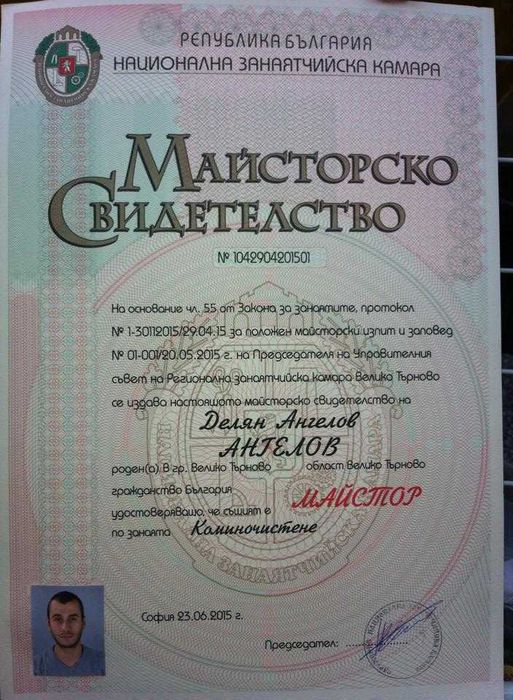 РЕПУБЛИКА БЪЛГАРИЯ
НАЦИОНАЛНА ЗАНАЯТЧИЙСКА КАМАРА
МАЙСТОРСКО
СВИДЕТЕЛСТВО
№ 1042904201501
На основание чл. 55 от Закона за занаятите, протокол
№ 1-30112015/29.04.15 за положен майсторски изпит и заповед
№ 01-001/20.05.2015 г. на Председателя на Управителния
съвет на Регионална занаятчийска камара Велико Търново
се издава настоящото майсторско свидетелство на
Делян Ангелов
АНГЕЛОВ
роден(а) в гр. Велико Търново област Велико Търново
гражданство България
МАЙСТОР
удостоверяващо, че същият е
по занаята Коминочистене
София 23.06.2015 г.
Председател: